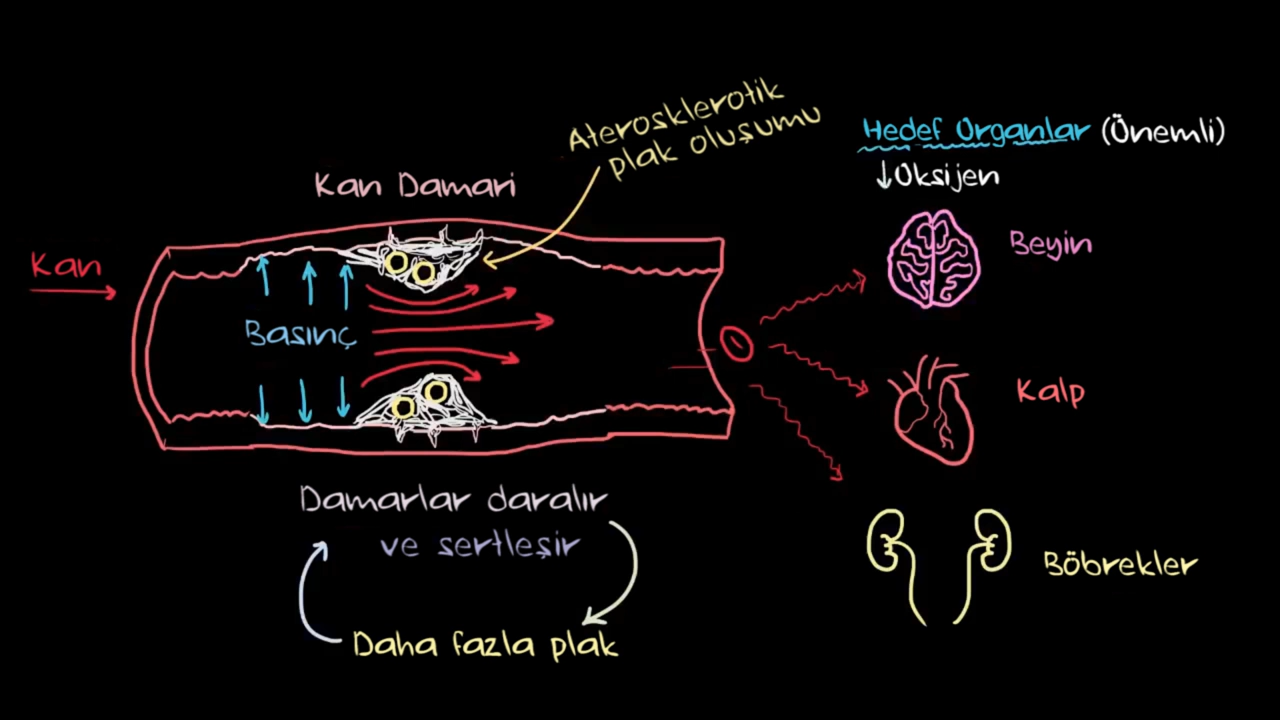 Aterosklerotik
plak oluşumu
Hedef Organlar (Önemli)
↓Oksijen
Kan Damari
Kan
Beyin
Basınç
Kalp
Damarlar daralır
ve sertleşir
Böbrekler
Daha fazla plak